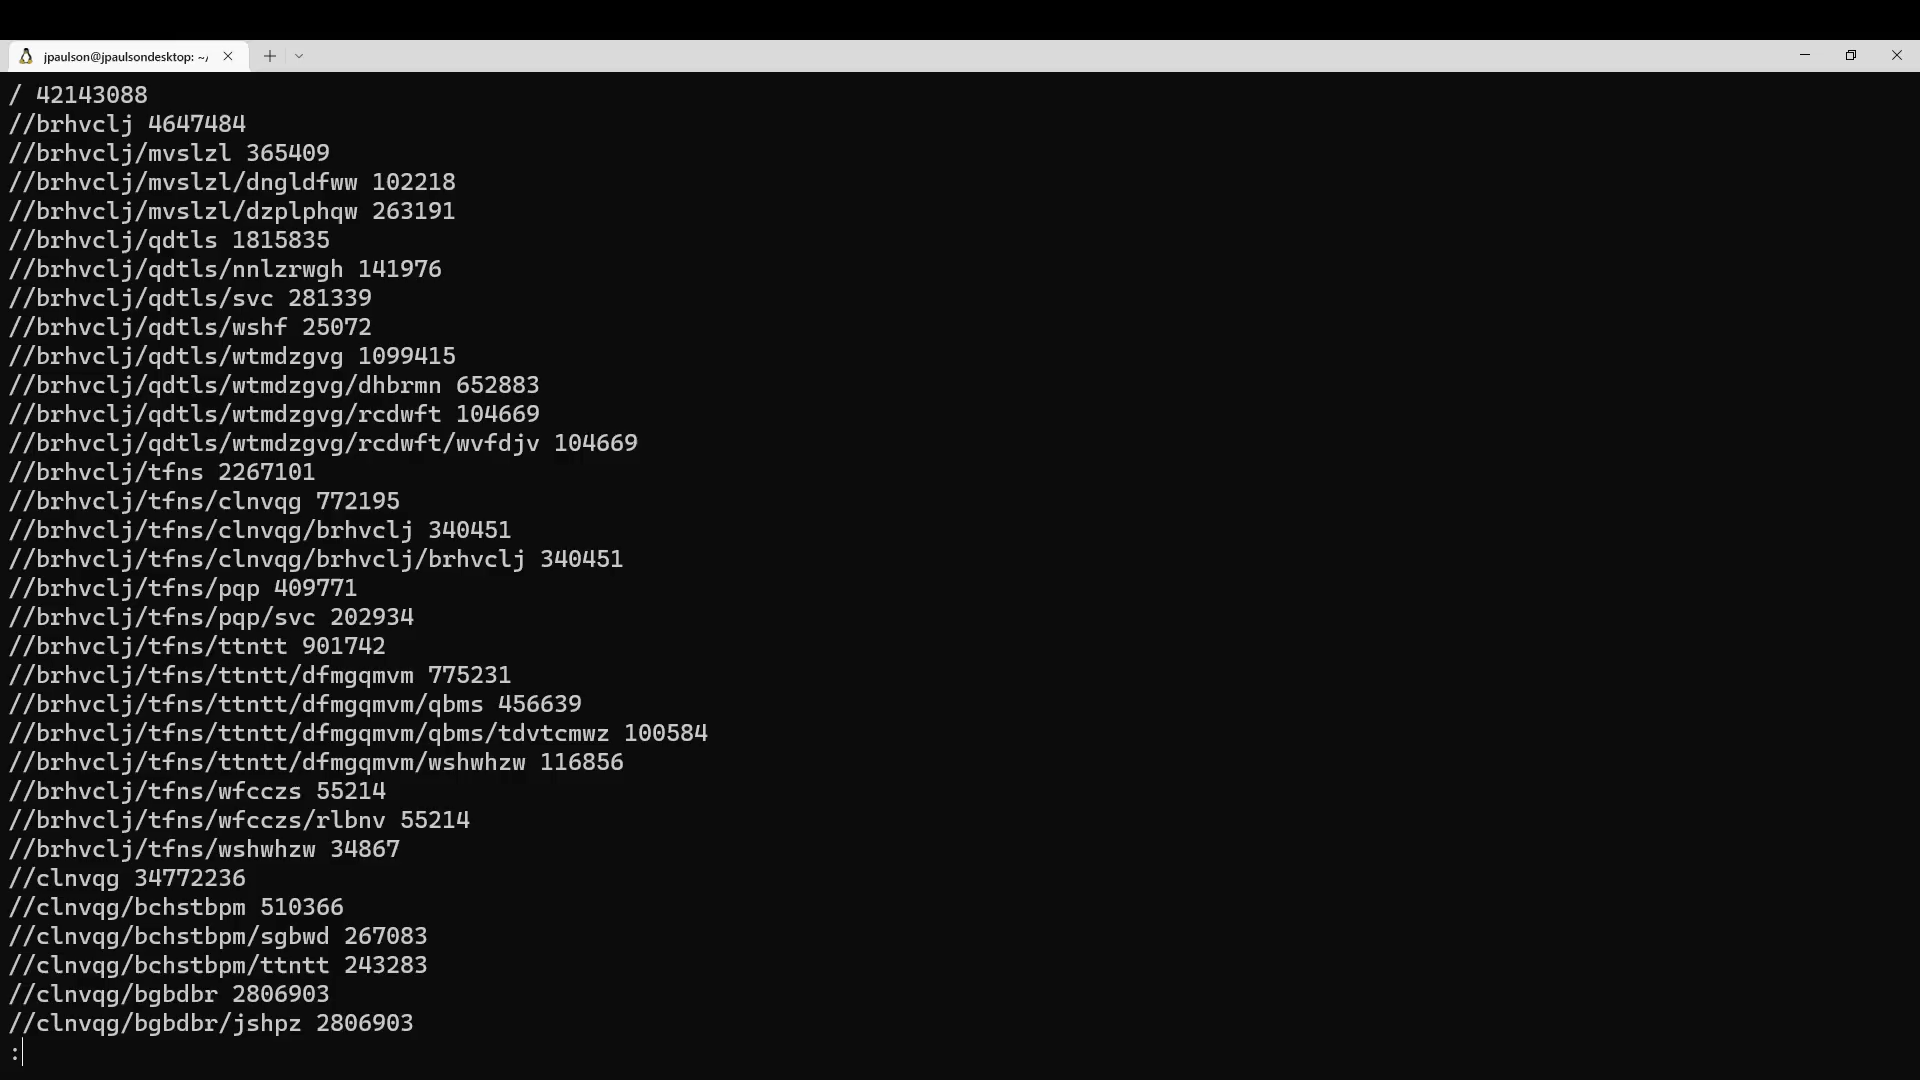 jpaulson@jpaulsondesktop: ~/
/ 42143088
//brhvclj 4647484
//brhvclj/mvslzl 365409
//brhvclj/mvslzl/dngldfww 102218
//brhvclj/mvslzl/dzplphqw 263191
//brhvclj/qdtls 1815835
//brhvclj/qdtls/nnlzrwgh 141976
//brhvclj/qdtls/svc 281339
//brhvclj/qdtls/wshf 25072
//brhvclj/qdtls/wtmdzgvg 1099415
//brhvclj/qdtls/wtmdzgvg/dhbrmn 652883
//brhvclj/qdtls/wtmdzgvg/rcdwft 104669
//brhvclj/qdtls/wtmdzgvg/rcdwft/wvfdjv 104669
//brhvclj/tfns 2267101
//brhvclj/tfns/clnvqg 772195
//brhvclj/tfns/clnvqg/brhvclj 340451
//brhvclj/tfns/clnvqg/brhvclj/brhvclj 340451
//brhvclj/tfns/pqp 409771
//brhvclj/tfns/pqp/svc 202934
//brhvclj/tfns/ttntt 901742
//brhvclj/tfns/ttntt/dfmgqmvm 775231
//brhvclj/tfns/ttntt/dfmgqmvm/qbms 456639
//brhvclj/tfns/ttntt/dfmgqmvm/qbms/tdvtcmwz 100584
//brhvclj/tfns/ttntt/dfmgqmvm/wshwhzw 116856
//brhvclj/tfns/wfcczs 55214
//brhvclj/tfns/wfcczs/rlbnv 55214
//brhvclj/tfns/wshwhzw 34867
//clnvqg 34772236
//clnvqg/bchstbpm 510366
//clnvqg/bchstbpm/sgbwd 267083
//clnvqg/bchstbpm/ttntt 243283
//clnvqg/bgbdbr 2806903
//clnvqg/bgbdbr/jshpz 2806903
: